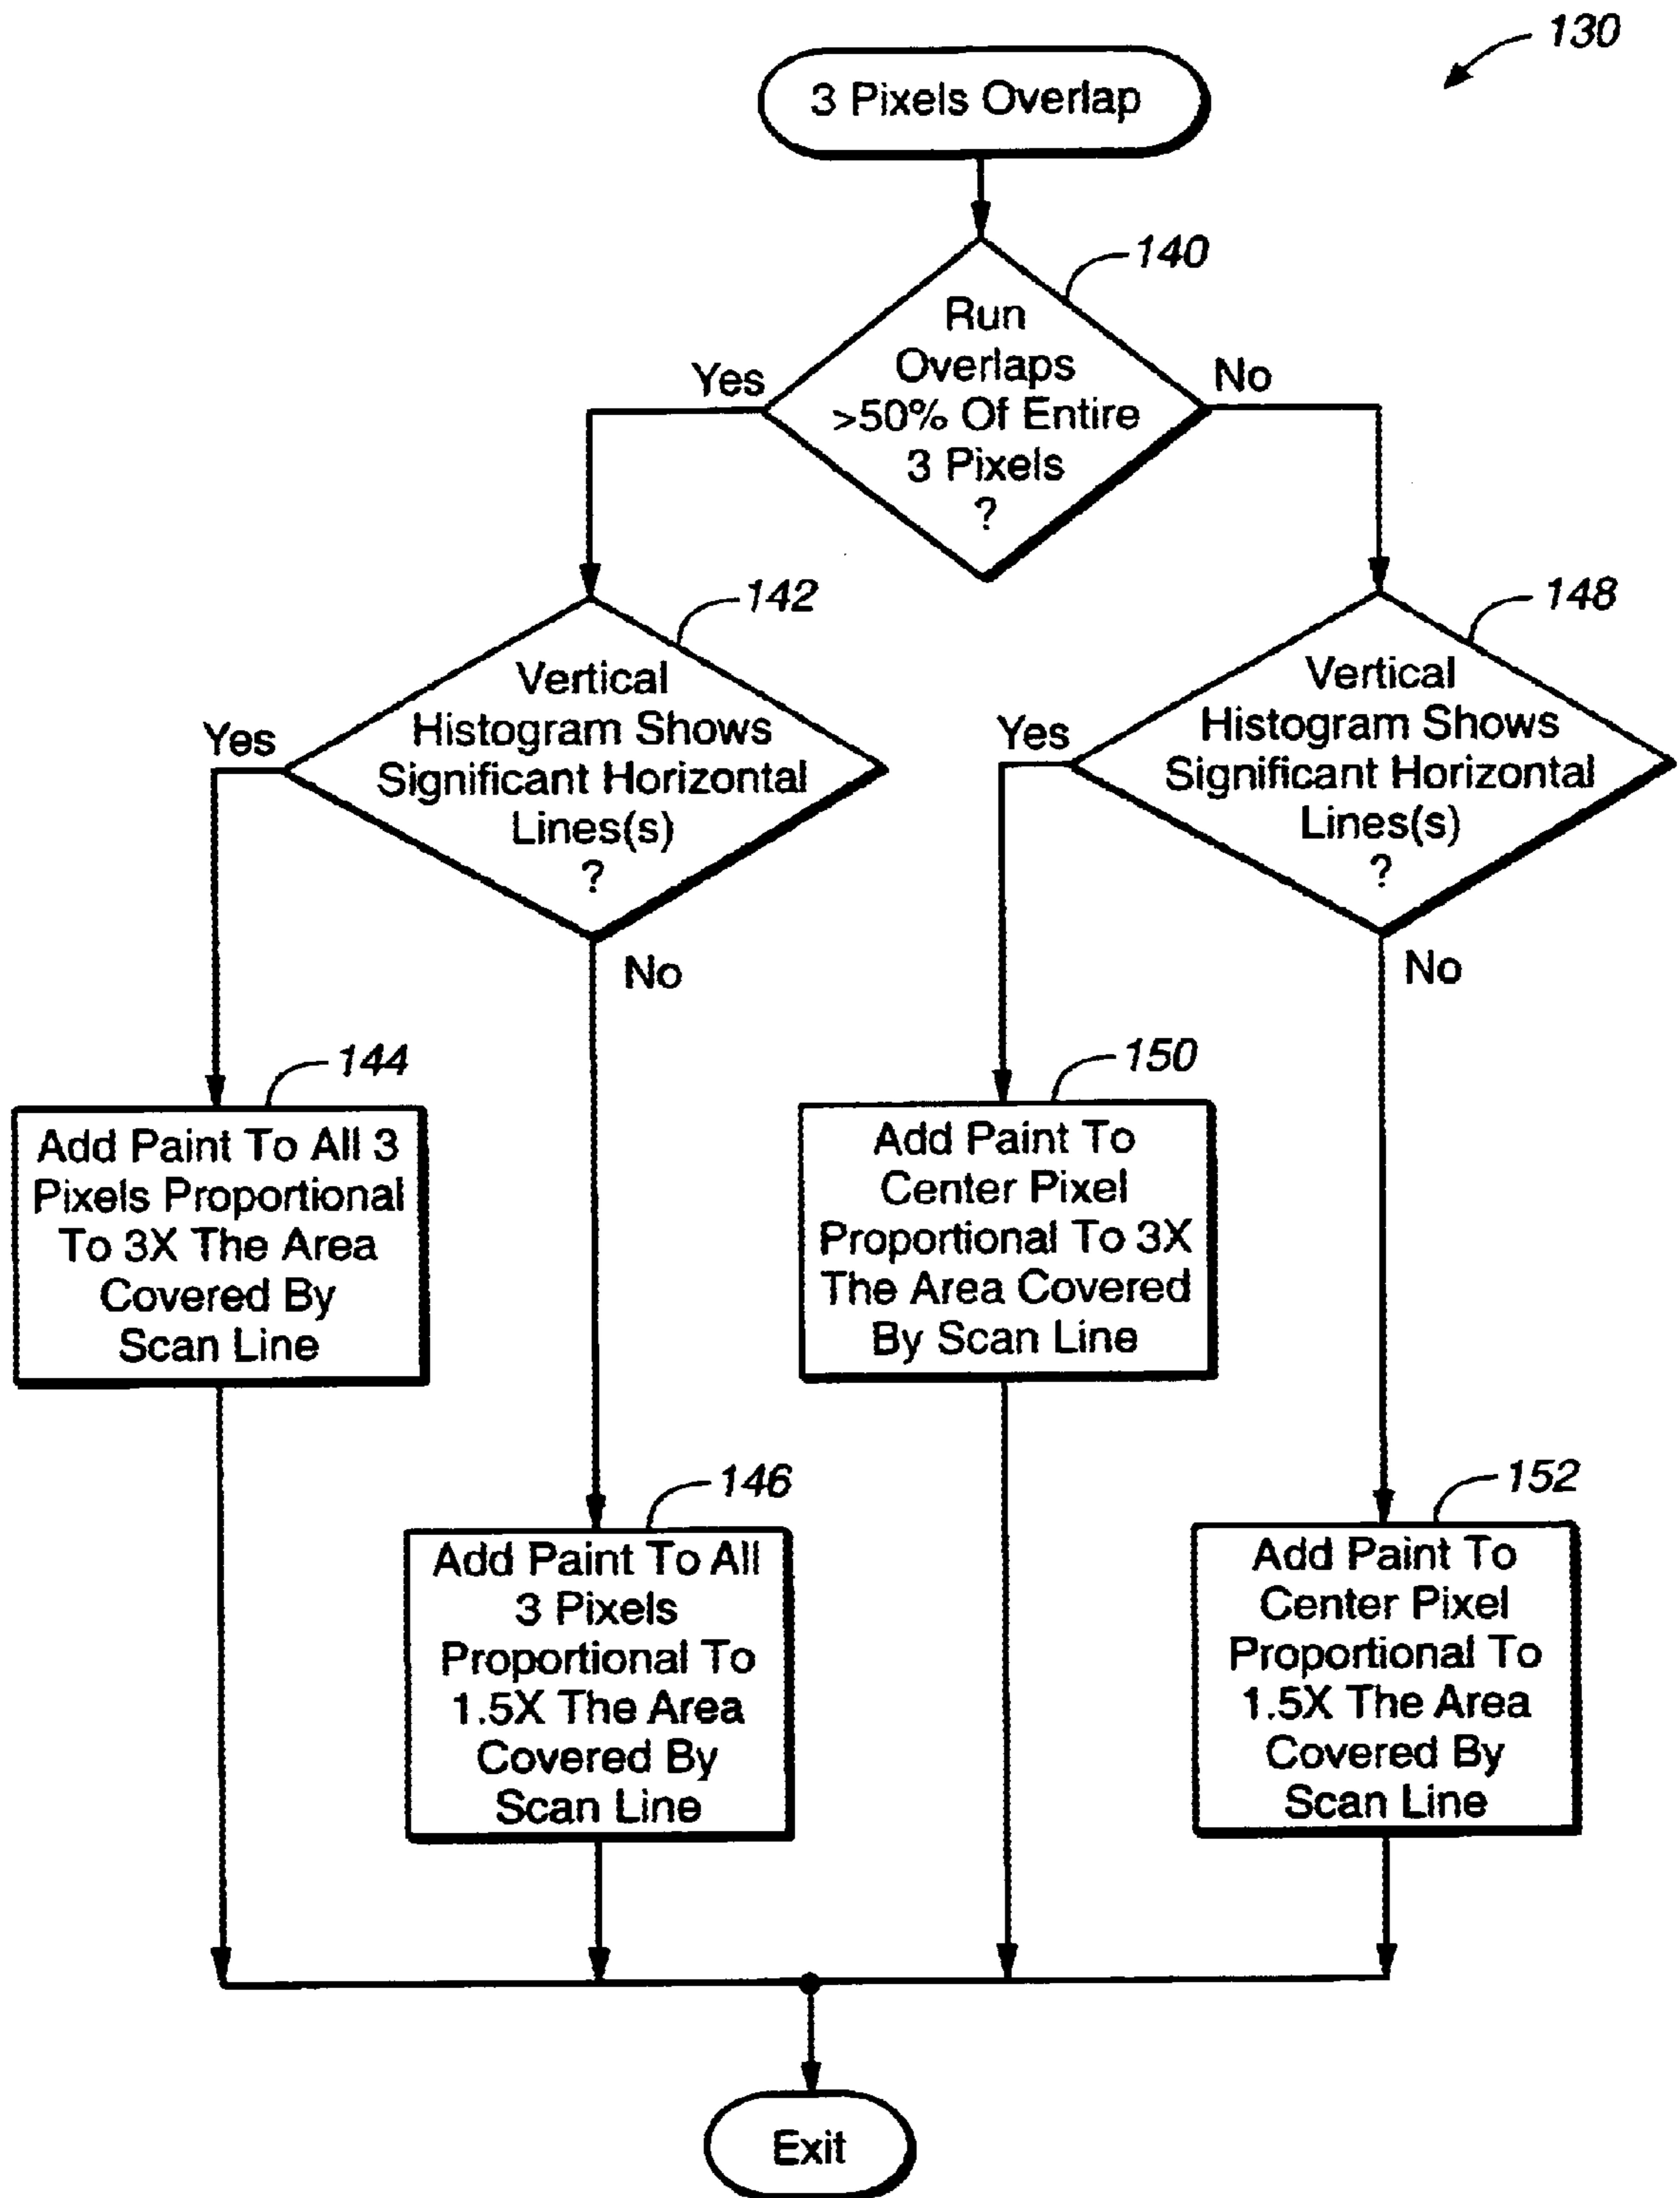 130
3 Pixels Overlap
140
Run
Overlaps
>50% Of Entire
3 Pixels
?
Yes
No
142
Vertical
Histogram Shows
Significant Horizontal
Lines(s)
?
Yes
No
148
Vertical
Histogram Shows
Significant Horizontal
Lines(s)
?
Yes
No
144
Add Paint To All 3
Pixels Proportional
To 3X The Area
Covered By
Scan Line
150
Add Paint To
Center Pixel
Proportional To 3X
The Area Covered
By Scan Line
146
Add Paint To All
3 Pixels
Proportional To
1.5X The Area
Covered By
Scan Line
152
Add Paint To
Center Pixel
Proportional To
1.5X The Area
Covered By
Scan Line
Exit